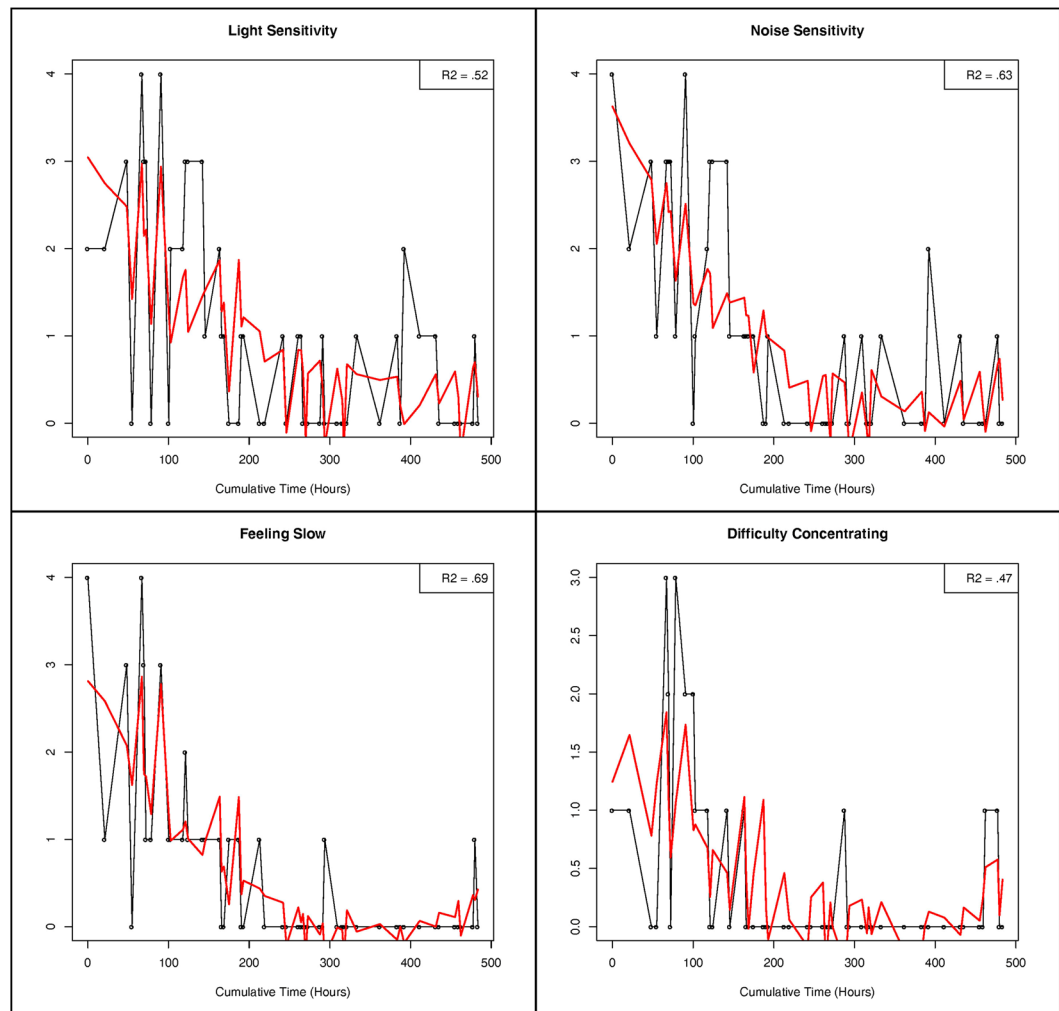 Light Sensitivity
R2 = .52
4
3
2
1
0
0 100 200 300 400 500
Cumulative Time (Hours)
Noise Sensitivity
R2 = .63
4
3
2
1
0
0 100 200 300 400 500
Cumulative Time (Hours)
Feeling Slow
R2 = .69
4
3
2
1
0
0 100 200 300 400 500
Cumulative Time (Hours)
Difficulty Concentrating
R2 = .47
3.0
2.5
2.0
1.5
1.0
0.5
0.0
0 100 200 300 400 500
Cumulative Time (Hours)